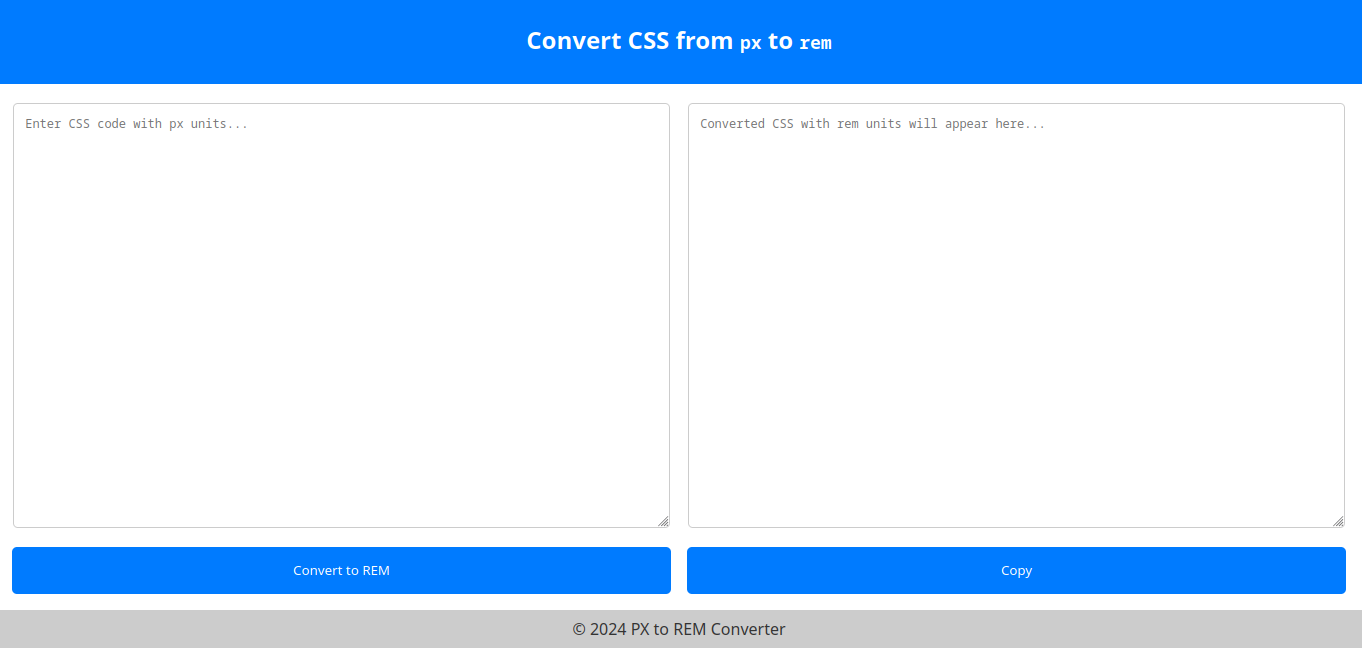 Convert CSS from px to rem
Enter CSS code with px units...
Converted CSS with rem units will appear here...
Convert to REM
Copy
© 2024 PX to REM Converter